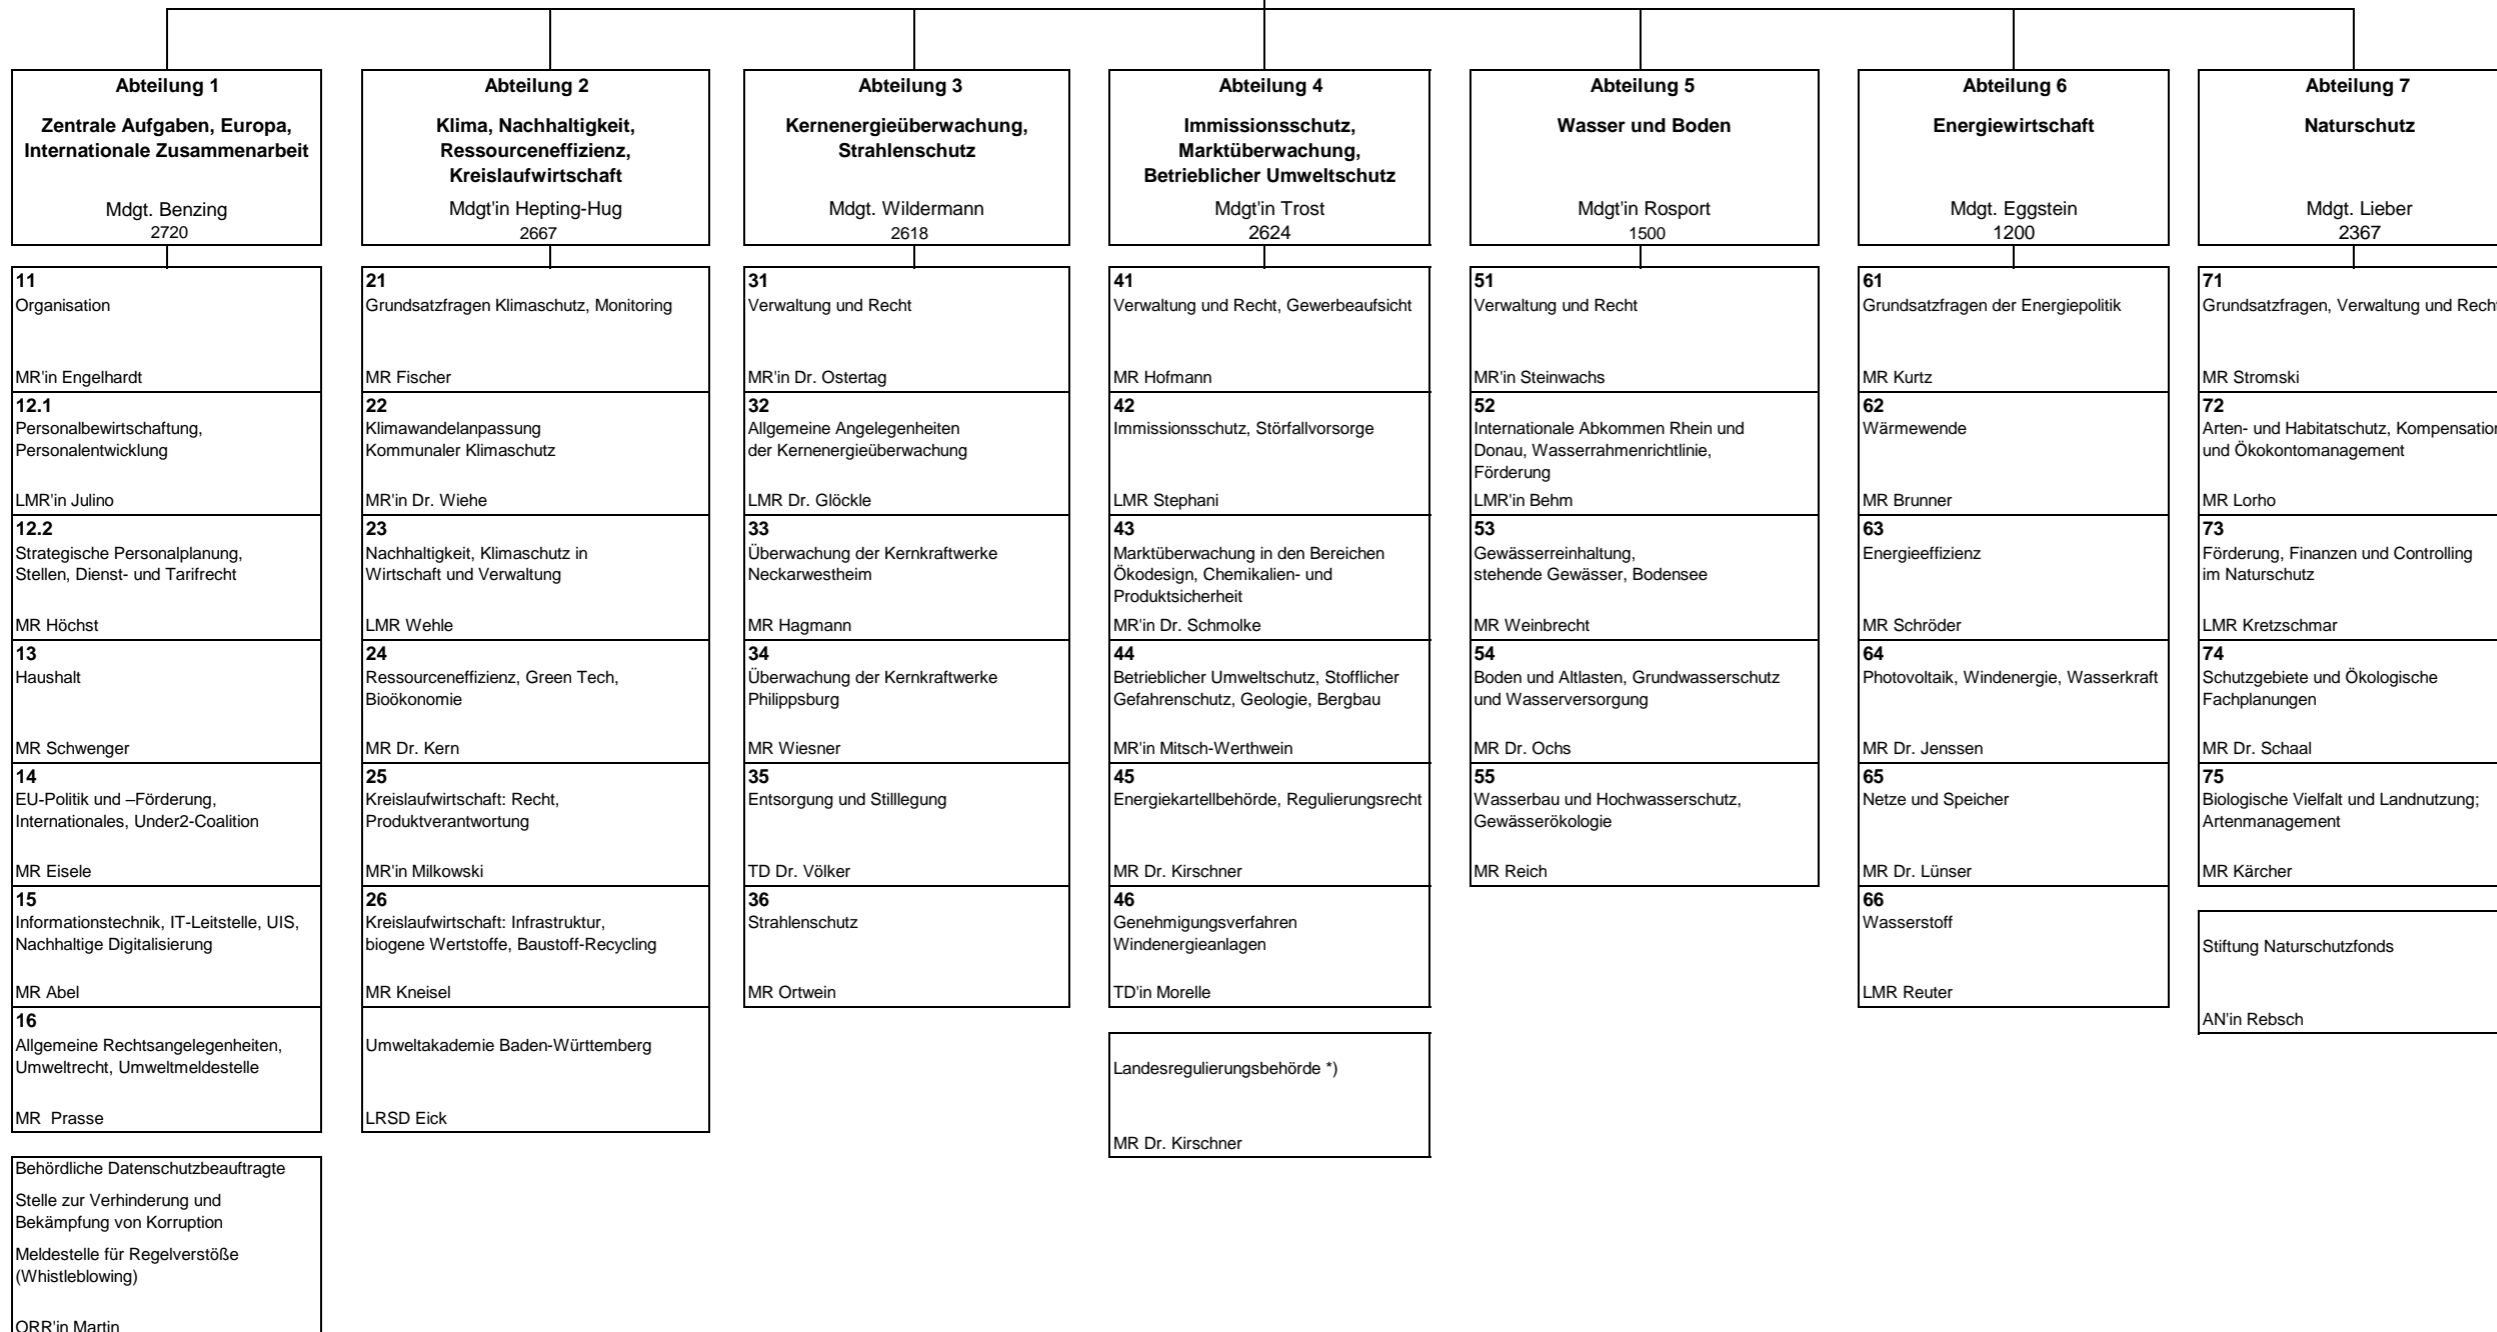 Abteilung 1
Zentrale Aufgaben, Europa,
Internationale Zusammenarbeit
Mdgt. Benzing
2720
11
Organisation
MR'in Engelhardt
12.1
Personalbewirtschaftung,
Personalentwicklung
LMR'in Julino
12.2
Strategische Personalplanung,
Stellen, Dienst- und Tarifrecht
MR Höchst
13
Haushalt
MR Schwenger
14
EU-Politik und –Förderung,
Internationales, Under2-Coalition
MR Eisele
15
Informationstechnik, IT-Leitstelle, UIS,
Nachhaltige Digitalisierung
MR Abel
16
Allgemeine Rechtsangelegenheiten,
Umweltrecht, Umweltmeldestelle
MR Prasse
Behördliche Datenschutzbeauftragte
Stelle zur Verhinderung und
Bekämpfung von Korruption
Meldestelle für Regelverstöße
(Whistleblowing)
ORR'in Martin
Abteilung 2
Klima, Nachhaltigkeit,
Ressourceneffizienz,
Kreislaufwirtschaft
Mdgt'in Hepting-Hug
2667
21
Grundsatzfragen Klimaschutz, Monitoring
MR Fischer
22
Klimawandelanpassung
Kommunaler Klimaschutz
MR'in Dr. Wiehe
23
Nachhaltigkeit, Klimaschutz in
Wirtschaft und Verwaltung
LMR Wehle
24
Ressourceneffizienz, Green Tech,
Bioökonomie
MR Dr. Kern
25
Kreislaufwirtschaft: Recht,
Produktverantwortung
MR'in Milkowski
26
Kreislaufwirtschaft: Infrastruktur,
biogene Wertstoffe, Baustoff-Recycling
MR Kneisel
Umweltakademie Baden-Württemberg
LRSD Eick
Abteilung 3
Kernenergieüberwachung,
Strahlenschutz
Mdgt. Wildermann
2618
31
Verwaltung und Recht
MR'in Dr. Ostertag
32
Allgemeine Angelegenheiten
der Kernenergieüberwachung
LMR Dr. Glöckle
33
Überwachung der Kernkraftwerke
Neckarwestheim
MR Hagmann
34
Überwachung der Kernkraftwerke
Philippsburg
MR Wiesner
35
Entsorgung und Stilllegung
TD Dr. Völker
36
Strahlenschutz
MR Ortwein
Abteilung 4
Immissionsschutz,
Marktüberwachung,
Betrieblicher Umweltschutz
Mdgt'in Trost
2624
41
Verwaltung und Recht, Gewerbeaufsicht
MR Hofmann
42
Immissionsschutz, Störfallvorsorge
LMR Stephani
43
Marktüberwachung in den Bereichen
Ökodesign, Chemikalien- und
Produktsicherheit
MR'in Dr. Schmolke
44
Betrieblicher Umweltschutz, Stofflicher
Gefahrenschutz, Geologie, Bergbau
MR'in Mitsch-Werthwein
45
Energiekartellbehörde, Regulierungsrecht
MR Dr. Kirschner
46
Genehmigungsverfahren
Windenergieanlagen
TD'in Morelle
Landesregulierungsbehörde *)
MR Dr. Kirschner
Abteilung 5
Wasser und Boden
Mdgt'in Rosport
1500
51
Verwaltung und Recht
MR'in Steinwachs
52
Internationale Abkommen Rhein und
Donau, Wasserrahmenrichtlinie,
Förderung
LMR'in Behm
53
Gewässerreinhaltung,
stehende Gewässer, Bodensee
MR Weinbrecht
54
Boden und Altlasten, Grundwasserschutz
und Wasserversorgung
MR Dr. Ochs
55
Wasserbau und Hochwasserschutz,
Gewässerökologie
MR Reich
Abteilung 6
Energiewirtschaft
Mdgt. Eggstein
1200
61
Grundsatzfragen der Energiepolitik
MR Kurtz
62
Wärmewende
MR Brunner
63
Energieeffizienz
MR Schröder
64
Photovoltaik, Windenergie, Wasserkraft
MR Dr. Jenssen
65
Netze und Speicher
MR Dr. Lünser
66
Wasserstoff
LMR Reuter
Abteilung 7
Naturschutz
Mdgt. Lieber
2367
71
Grundsatzfragen, Verwaltung und Recht
MR Stromski
72
Arten- und Habitatschutz, Kompensation
und Ökokontomanagement
MR Lorho
73
Förderung, Finanzen und Controlling
im Naturschutz
LMR Kretzschmar
74
Schutzgebiete und Ökologische
Fachplanungen
MR Dr. Schaal
75
Biologische Vielfalt und Landnutzung;
Artenmanagement
MR Kärcher
Stiftung Naturschutzfonds
AN'in Rebsch